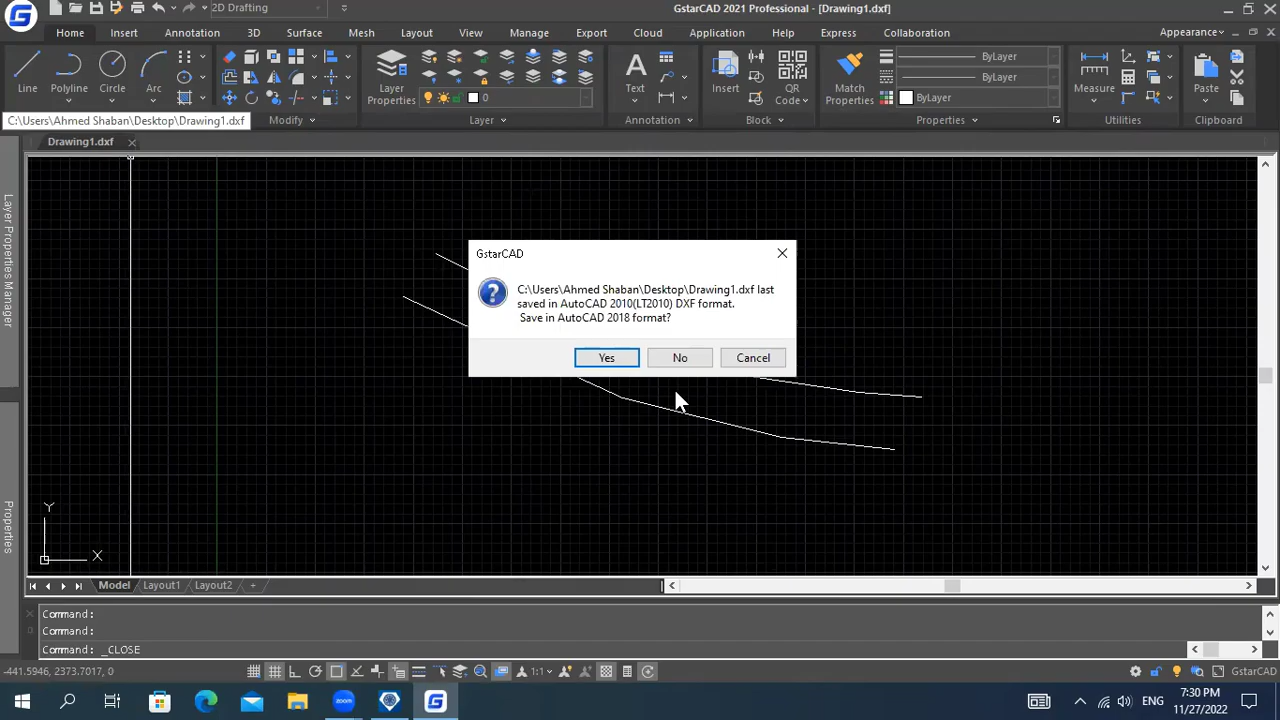 2D Drafting
GstarCAD 2021 Professional - [Drawing1.dxf]
Home
Insert
Annotation
3D
Surface
Mesh
Layout
View
Manage
Export
Cloud
Application
Help
Express
Collaboration
Appearance
Line
Polyline
Circle
Arc
Layer
Properties
0
Text
Insert
QR
Code
Match
Properties
ByLayer
ByLayer
ByLayer
Measure
Paste
C:\Users\Ahmed Shaban\Desktop\Drawing1.dxf
Modify
Layer
Annotation
Block
Properties
Utilities
Clipboard
Drawing1.dxf
Layer Properties Manager
Properties
GstarCAD
C:\Users\Ahmed Shaban\Desktop\Drawing1.dxf last
saved in AutoCAD 2010(LT2010) DXF format.
Save in AutoCAD 2018 format?
Yes
No
Cancel
Y
X
Model
Layout1
Layout2
+
Command:
Command:
Command: _CLOSE
-441.5946, 2373.7017, 0
1:1
GstarCAD
zoom
ENG
7:30 PM
11/27/2022